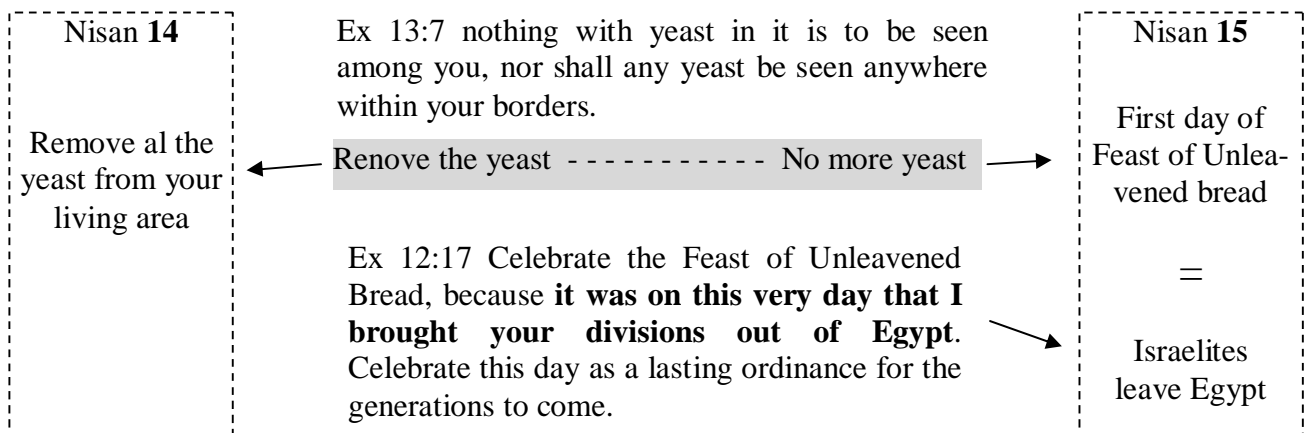 Nisan 14
Remove al the
yeast from your
living area
Ex 13:7 nothing with yeast in it is to be seen
among you, nor shall any yeast be seen anywhere
within your borders.
Renove the yeast - - - - - - - - - - - No more yeast
Ex 12:17 Celebrate the Feast of Unleavened
Bread, because it was on this very day that I
brought your divisions out of Egypt.
Celebrate this day as a lasting ordinance for the
generations to come.
Nisan 15
First day of
Feast of Unlea-
vened bread
=
Israelites
leave Egypt